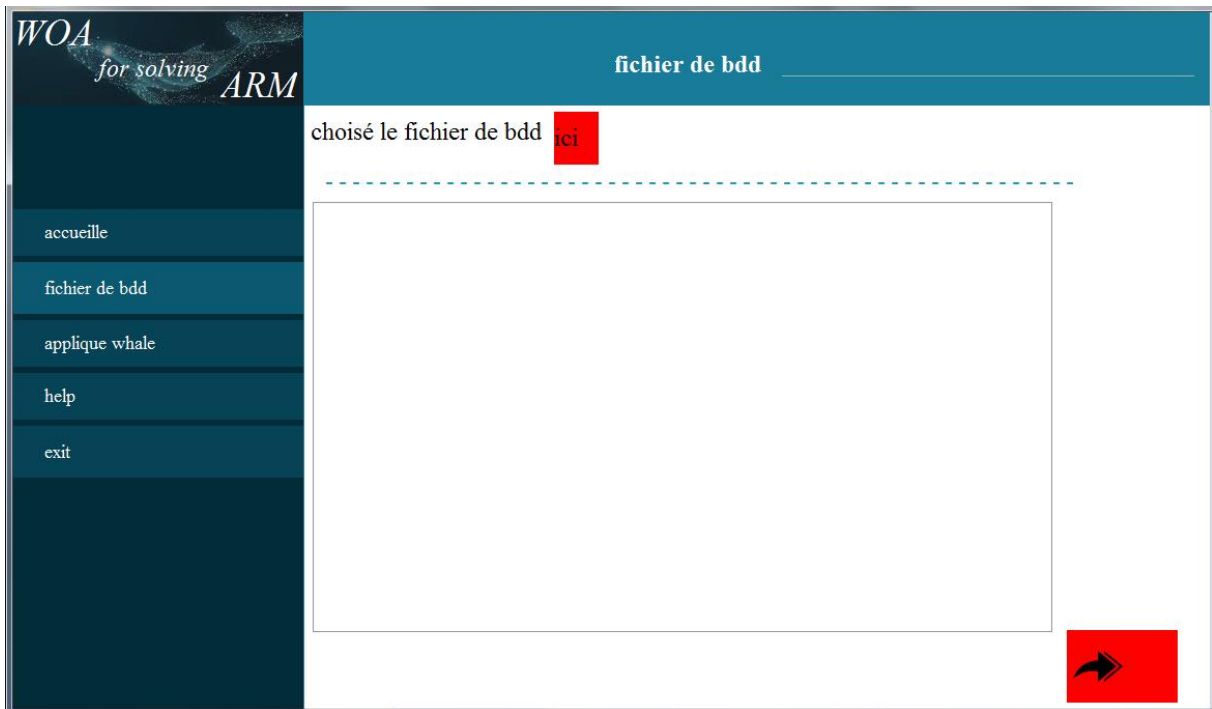 WOA
for solving
ARM
fichier de bdd
choisé le fichier de bdd ici
accueille
fichier de bdd
applique whale
help
exit